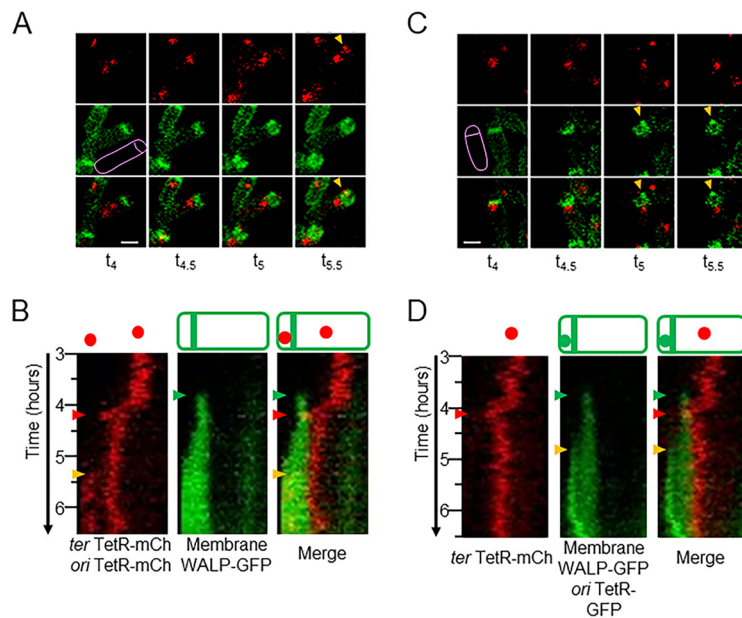 A
t4 t4.5 t5 t5.5
C
t4 t4.5 t5 t5.5
B
Time (hours)
3
4
5
6
ter TetR-mCh
ori TetR-mCh
Membrane
WALP-GFP
Merge
D
Time (hours)
3
4
5
6
ter TetR-mCh
Membrane
WALP-GFP
ori TetR-
GFP
Merge